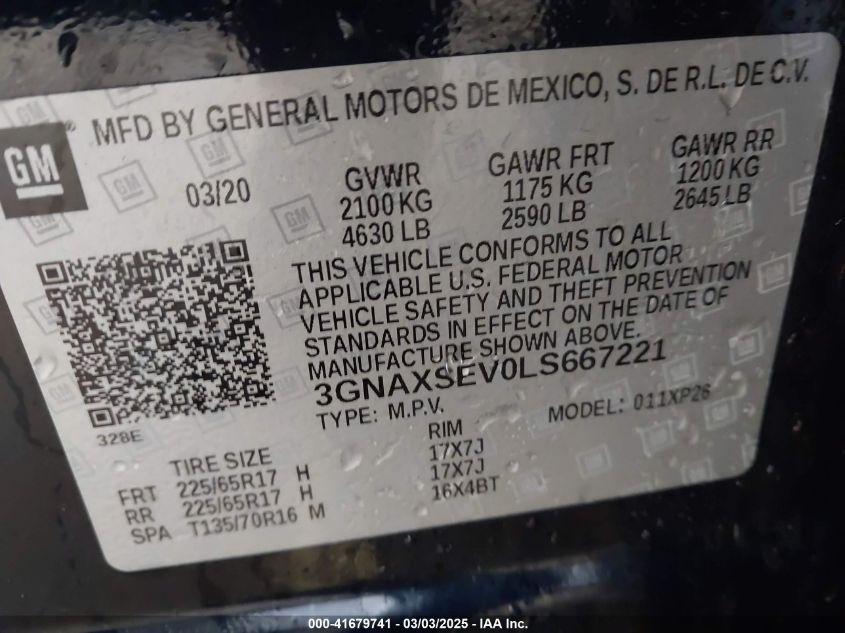 MFD BY GENERAL MOTORS DE MEXICO, S. DE R.L. DE C.V.
GM
03/20
GVWR
2100 KG
4630 LB
GAWR FRT
1175 KG
2590 LB
GAWR RR
1200 KG
2645 LB
THIS VEHICLE CONFORMS TO ALL
APPLICABLE U.S. FEDERAL MOTOR
VEHICLE SAFETY AND THEFT PREVENTION
STANDARDS IN EFFECT ON THE DATE OF
MANUFACTURE SHOWN ABOVE.
3GNAXSEV0LS667221
TYPE: M.P.V. MODEL: 011XP26
328E
TIRE SIZE RIM
FRT 225/65R17 H 17X7J
RR 225/65R17 H 17X7J
SPA T135/70R16 M 16X4BT
000-41679741 - 03/03/2025 - IAA Inc.